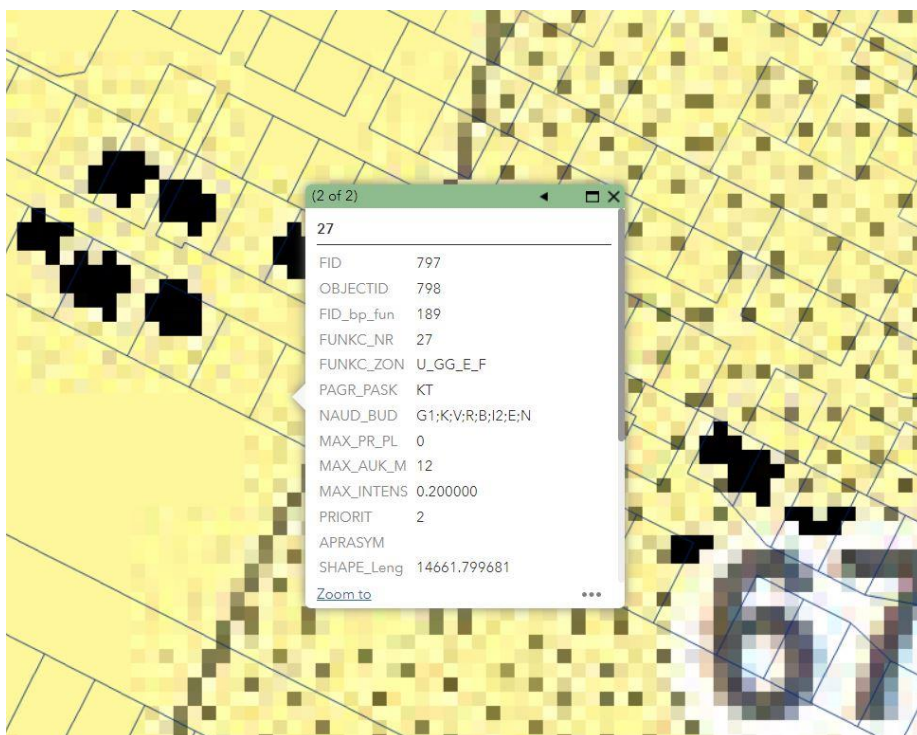 (2 of 2)
27
FID 797
OBJECTID 798
FID_bp_fun 189
FUNKC_NR 27
FUNKC_ZON U_GG_E_F
PAGR_PASK KT
NAUD_BUD G1;K;V;R;B;I2;E;N
MAX_PR_PL 0
MAX_AUK_M 12
MAX_INTENS 0.200000
PRIORIT 2
APRASYM
SHAPE_Leng 14661.799681
Zoom to
67